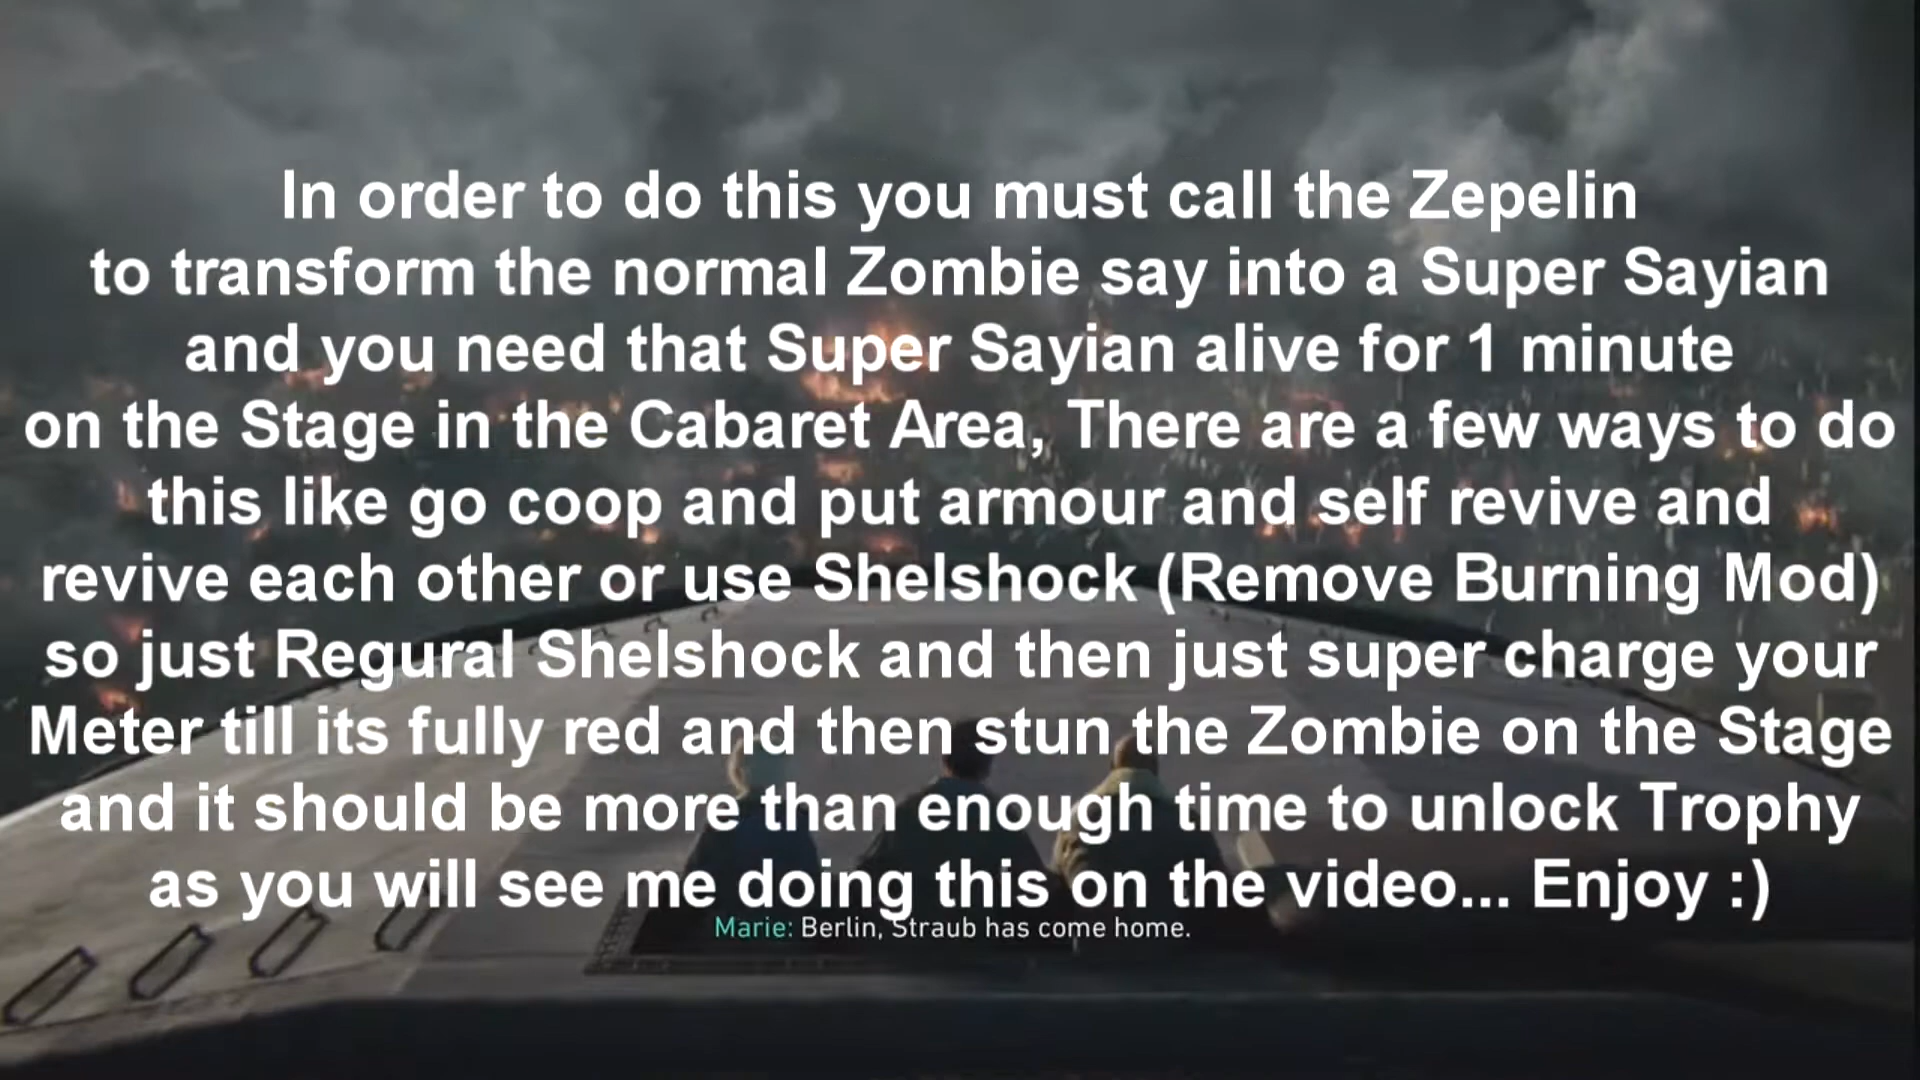 In order to do this you must call the Zepelin
to transform the normal Zombie say into a Super Sayian
and you need that Super Sayian alive for 1 minute
on the Stage in the Cabaret Area, There are a few ways to do
this like go coop and put armour and self revive and
revive each other or use Shelshock (Remove Burning Mod)
so just Regural Shelshock and then just super charge your
Meter till its fully red and then stun the Zombie on the Stage
and it should be more than enough time to unlock Trophy
as you will see me doing this on the video... Enjoy :)
Marie: Berlin, Straub has come home.